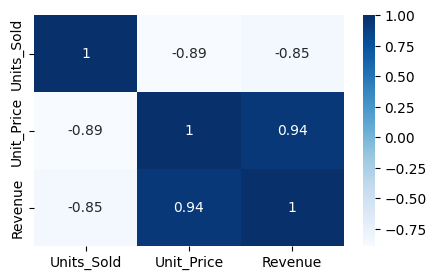 Units_Sold 1 -0.89 -0.85
Unit_Price -0.89 1 0.94
Revenue -0.85 0.94 1
Units_Sold Unit_Price Revenue
1.00
0.75
0.50
0.25
0.00
−0.25
−0.50
−0.75